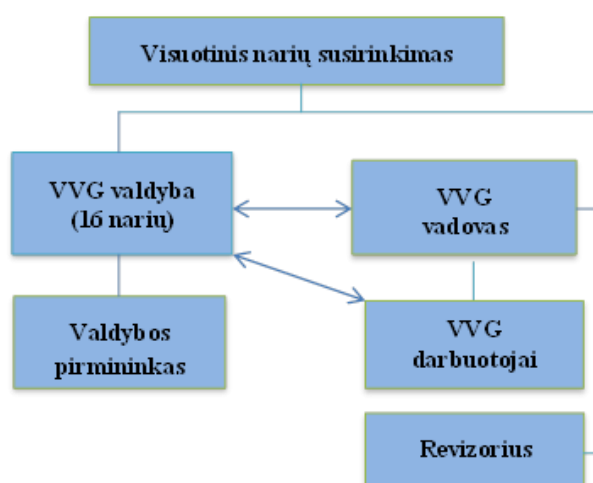 Visuotinis narių susirinkimas
VVG valdyba
(16 narių)
VVG
vadovas
Valdybos
pirmininkas
VVG
darbuotojai
Revizorius